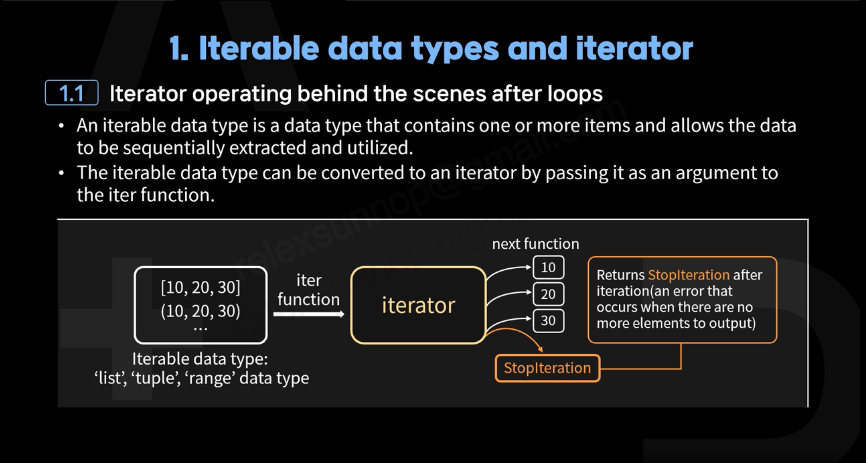 1. Iterable data types and iterator
1.1 Iterator operating behind the scenes after loops
• An iterable data type is a data type that contains one or more items and allows the data
to be sequentially extracted and utilized.
• The iterable data type can be converted to an iterator by passing it as an argument to
the iter function.
[10, 20, 30]
(10, 20, 30)
...
Iterable data type:
‘list’, ‘tuple’, ‘range’ data type
iter
function
iterator
next function
10
20
30
StopIteration
Returns StopIteration after
iteration(an error that
occurs when there are no
more elements to output)